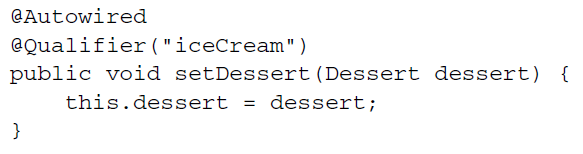 @Autowired
@Qualifier("iceCream")
public void setDessert(Dessert dessert) {
    this.dessert = dessert;
}